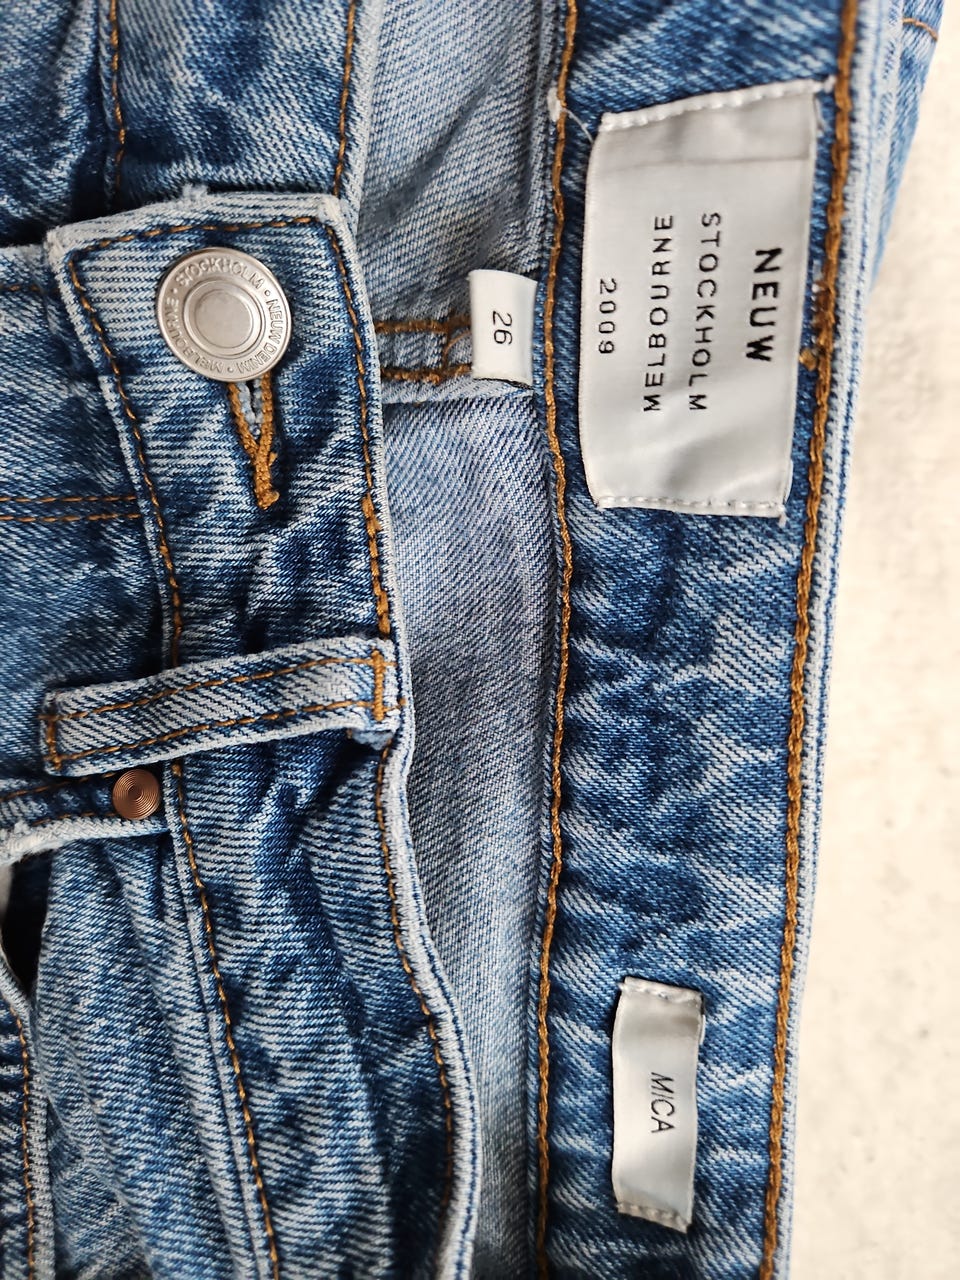 NEUW
STOCKHOLM
MELBOURNE
2009
26
STOCKHOLM • NEUW DENIM • MELBOURNE •
MICA